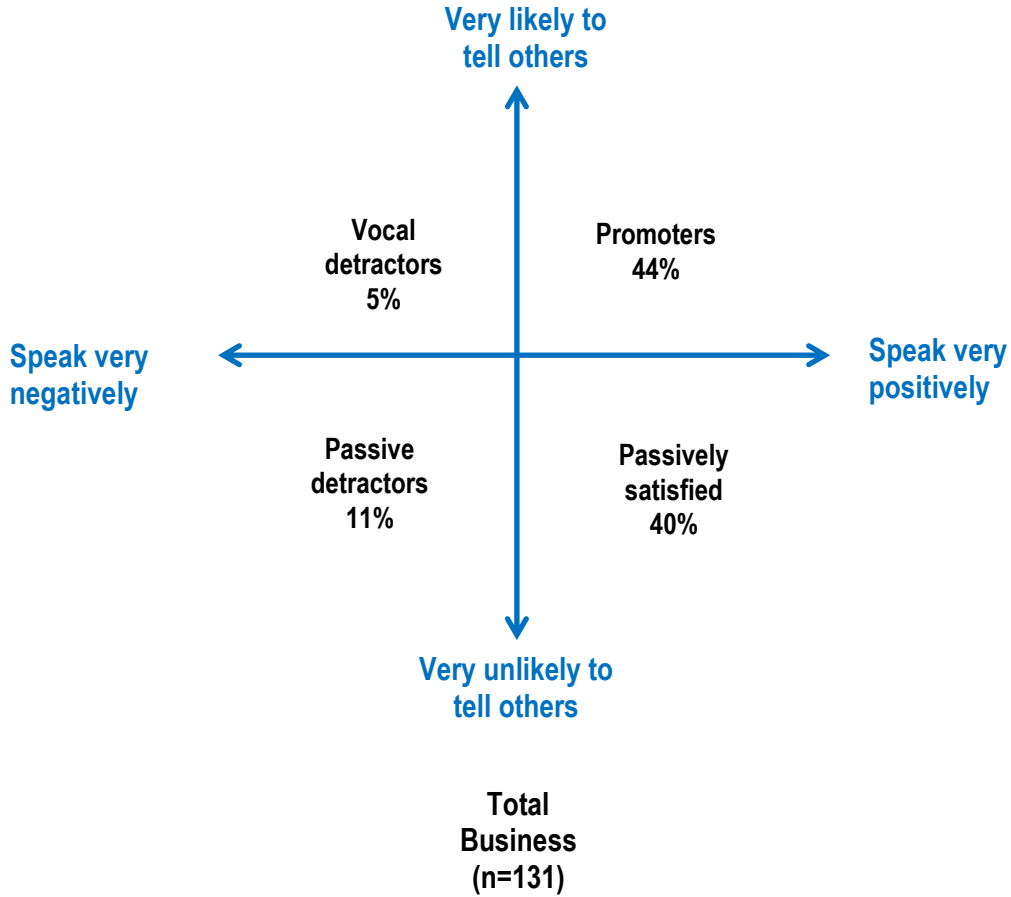 Very likely to
tell others
Vocal
detractors
5%
Promoters
44%
Speak very
negatively
Speak very
positively
Passive
detractors
11%
Passively
satisfied
40%
Very unlikely to
tell others
Total
Business
(n=131)